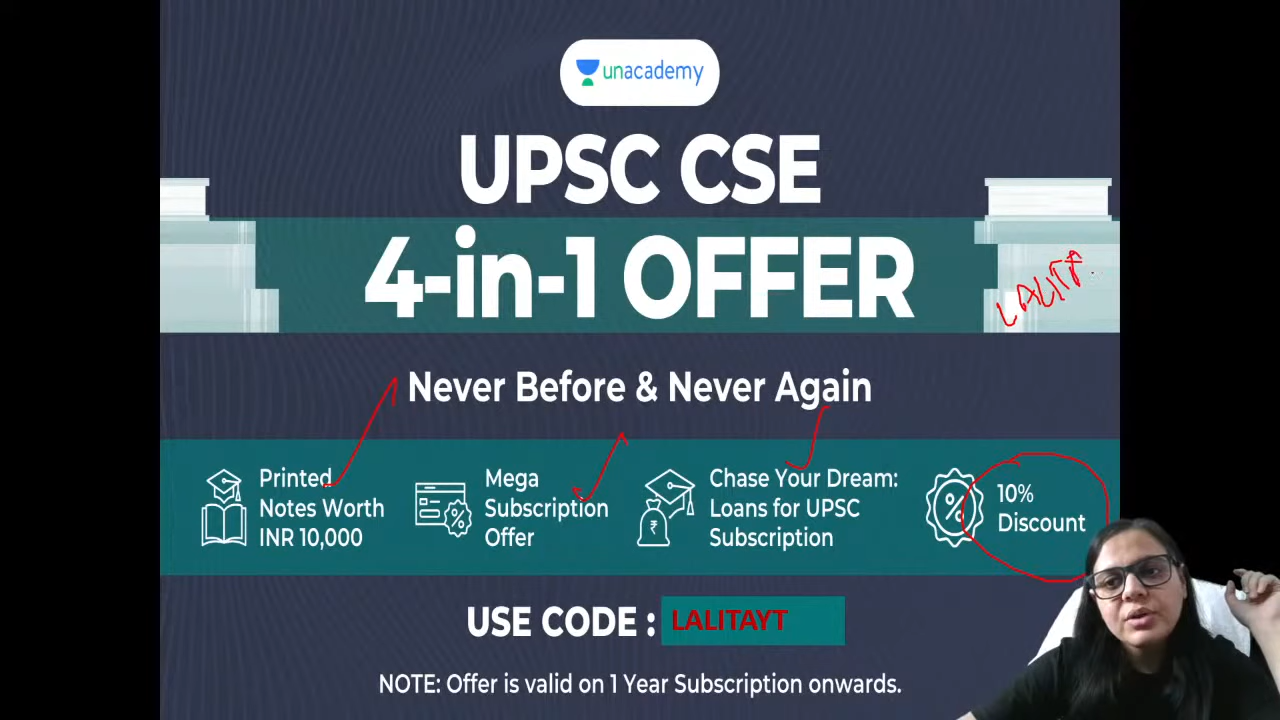 unacademy
UPSC CSE
4-in-1 OFFER
LALITA
Never Before & Never Again
Printed
Notes Worth
INR 10,000
Mega
Subscription
Offer
Chase Your Dream:
Loans for UPSC
Subscription
10%
Discount
USE CODE : LALITAYT
NOTE: Offer is valid on 1 Year Subscription onwards.